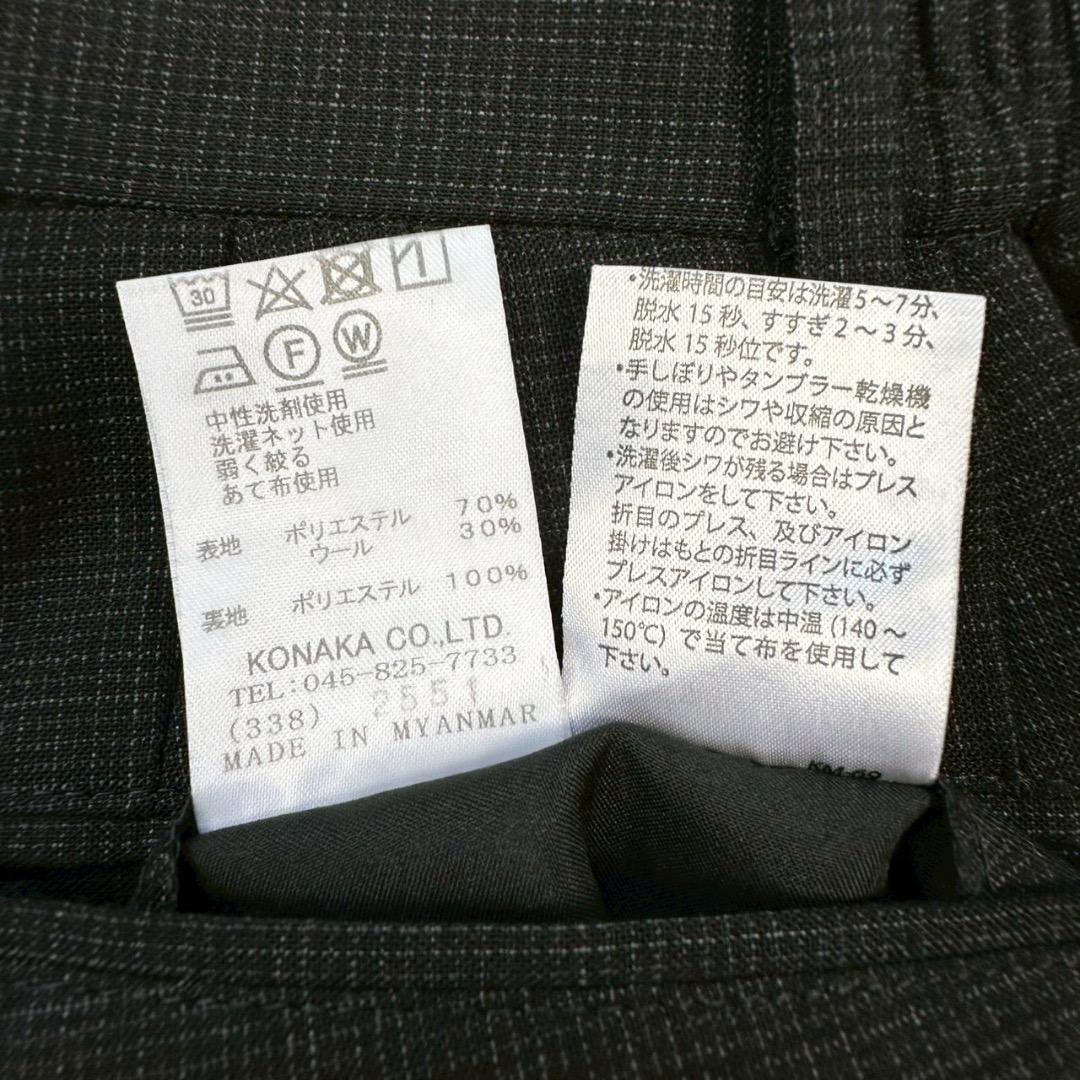 30
F W
中性洗剤使用
洗濯ネット使用
弱く絞る
あて布使用
表地 ポリエステル 70%
ウール 30%
裏地 ポリエステル 100%
KONAKA CO.,LTD.
TEL:045-825-7733
(338) 2551
MADE IN MYANMAR
・洗濯時間の目安は洗濯5～7分、
脱水15秒、すすぎ2～3分、
脱水15秒位です。
・手しぼりやタンブラー乾燥機
の使用はシワや収縮の原因と
なりますのでお避け下さい。
・洗濯後シワが残る場合はプレス
アイロンをして下さい。
折目のプレス、及びアイロン
掛けはもとの折目ラインに必ず
プレスアイロンして下さい。
・アイロンの温度は中温(140～
150℃)で当て布を使用して
下さい。